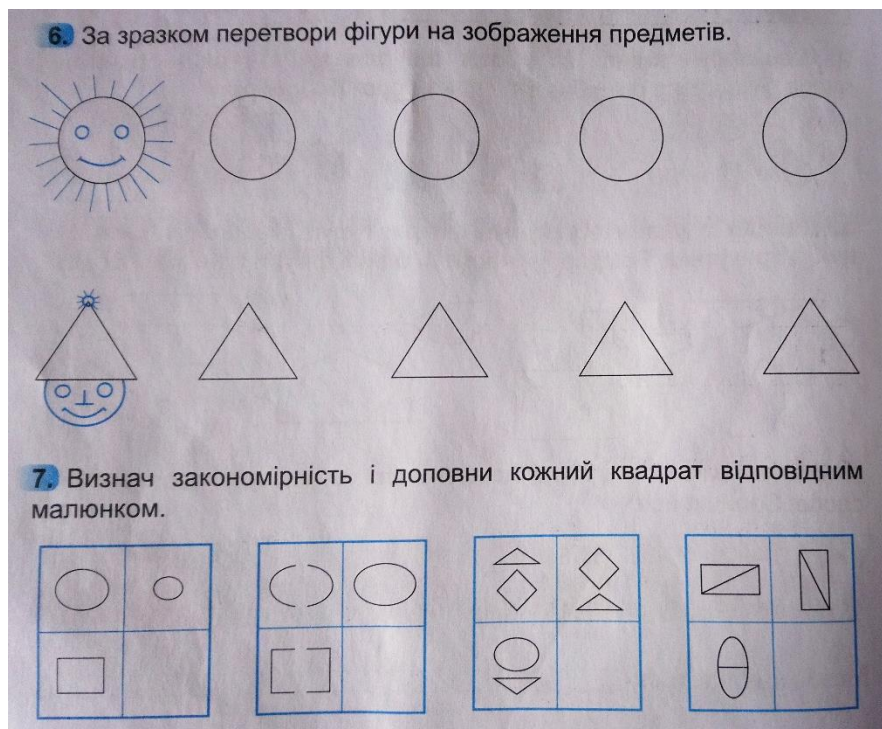 6. За зразком перетвори фігури на зображення предметів.
7. Визнач закономірність і доповни кожний квадрат відповідним
малюнком.